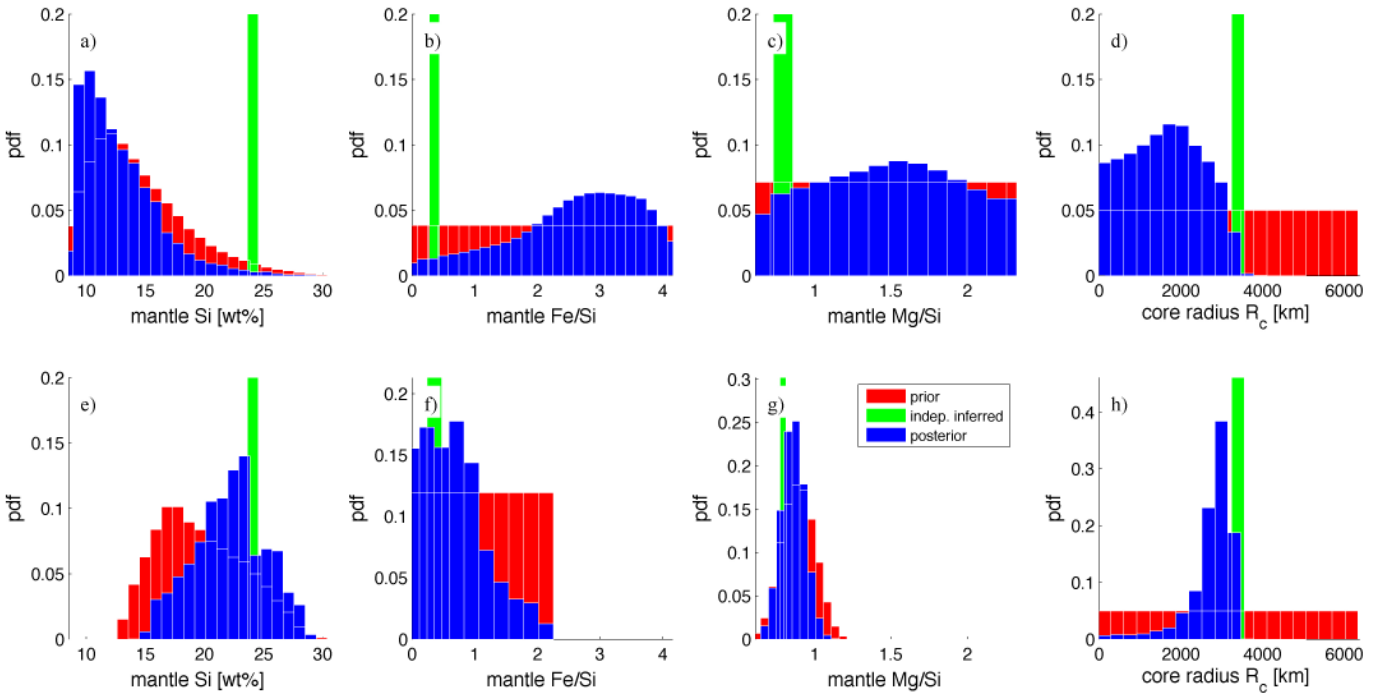 0.2
0.15
0.1
0.05
0
a)
pdf
10 15 20 25 30
mantle Si [wt%]
0.2
0.15
0.1
0.05
0
b)
pdf
0 1 2 3 4
mantle Fe/Si
0.2
0.15
0.1
0.05
0
c)
pdf
1 2
mantle Mg/Si
0.2
0.15
0.1
0.05
0
d)
pdf
0 2000 4000 6000
core radius R_c [km]
0.2
0.15
0.1
0.05
0
e)
pdf
10 15 20 25 30
mantle Si [wt%]
0.2
0.15
0.1
0.05
0
f)
pdf
0 1 2 3 4
mantle Fe/Si
0.3
0.25
0.2
0.15
0.1
0.05
0
g)
pdf
1 2
mantle Mg/Si
prior
indep. inferred
posterior
0.4
0.3
0.2
0.1
0
h)
pdf
0 2000 4000 6000
core radius R_c [km]